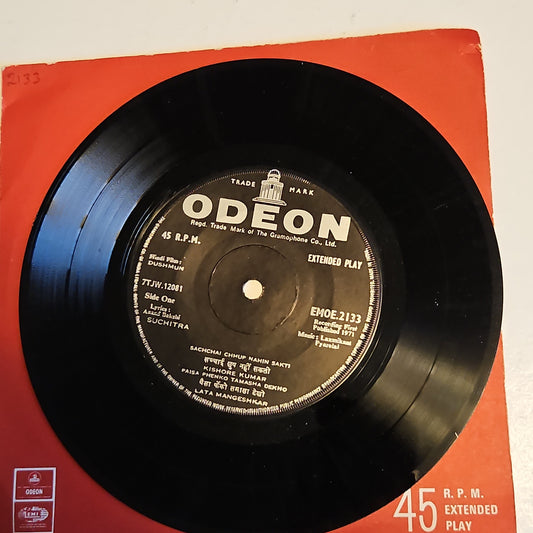 2133
TRADE MARK
ODEON
Regd. Trade Mark of The Gramophone Co., Ltd.
45 R.P.M.
EXTENDED PLAY
Hindi Film:
DUSHMUN
7TJW.12081
Side One
Lyrics:
Anand Bakshi
SUCHITRA
EMOE.2133
Recording First
Published 1971
Music: Laxmikant
Pyarelal
SACHCHAI CHHUP NAHIN SAKTI
सच्चाई छुप नहीं सकती
KISHORE KUMAR
PAISA PHENKO TAMASHA DEKHO
पैसा फेंको तमाशा देखो
LATA MANGESHKAR
ODEON
EMI
45
R. P. M.
EXTENDED
PLAY